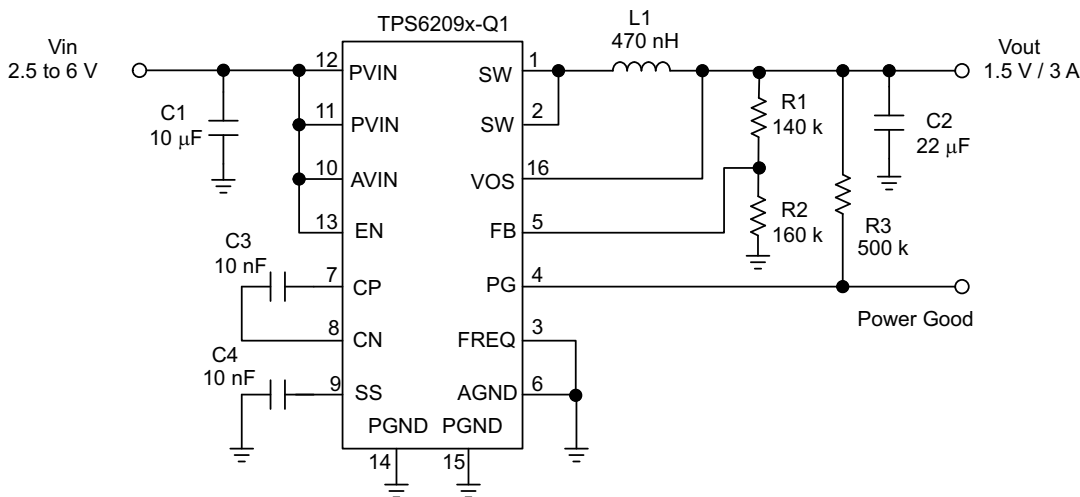 TPS6209x-Q1
L1
470 nH
Vin
2.5 to 6 V
Vout
1.5 V / 3 A
12
PVIN
SW
1
11
PVIN
SW
2
10
AVIN
VOS
16
13
EN
FB
5
7
CP
PG
4
8
CN
FREQ
3
9
SS
AGND
6
PGND
PGND
14
15
C1
10 μF
C3
10 nF
C4
10 nF
R1
140 k
R2
160 k
R3
500 k
C2
22 μF
Power Good